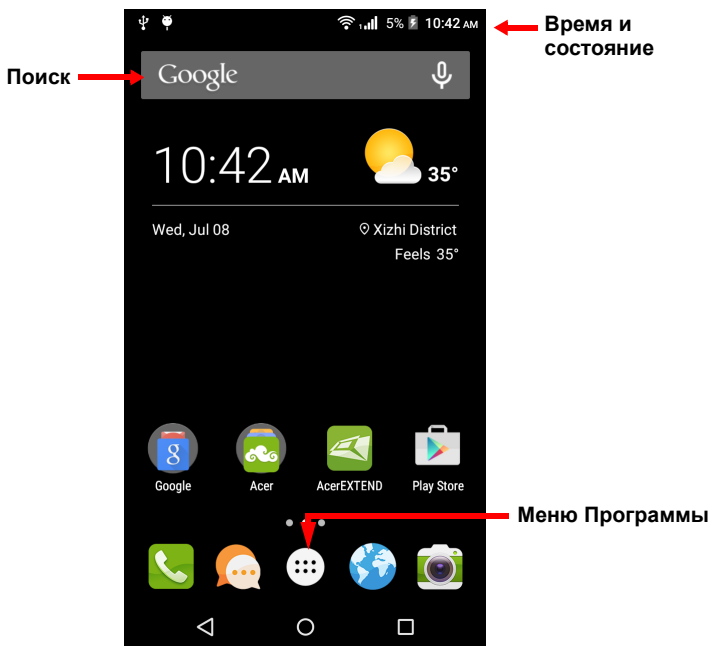 5% 10:42 AM
Время и
состояние
Поиск
Google
10:42 AM
35°
Wed, Jul 08
Xizhi District
Feels 35°
Google
Acer
AcerEXTEND
Play Store
Меню Программы